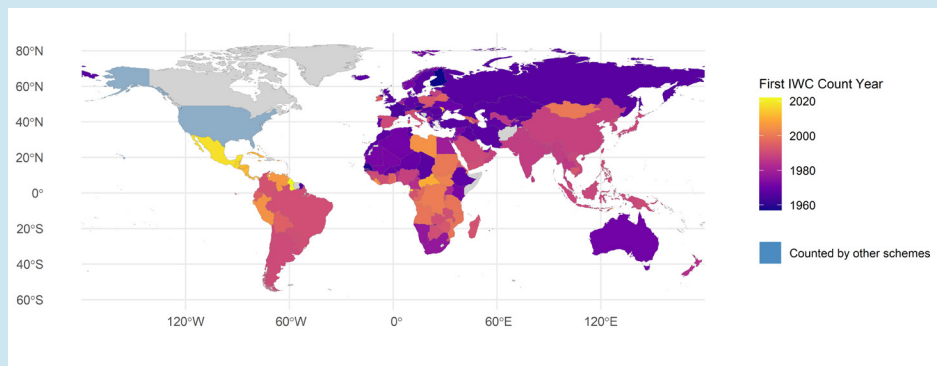 80°N
60°N
40°N
20°N
0°
20°S
40°S
60°S
120°W
60°W
0°
60°E
120°E
First IWC Count Year
2020
2000
1980
1960
Counted by other schemes